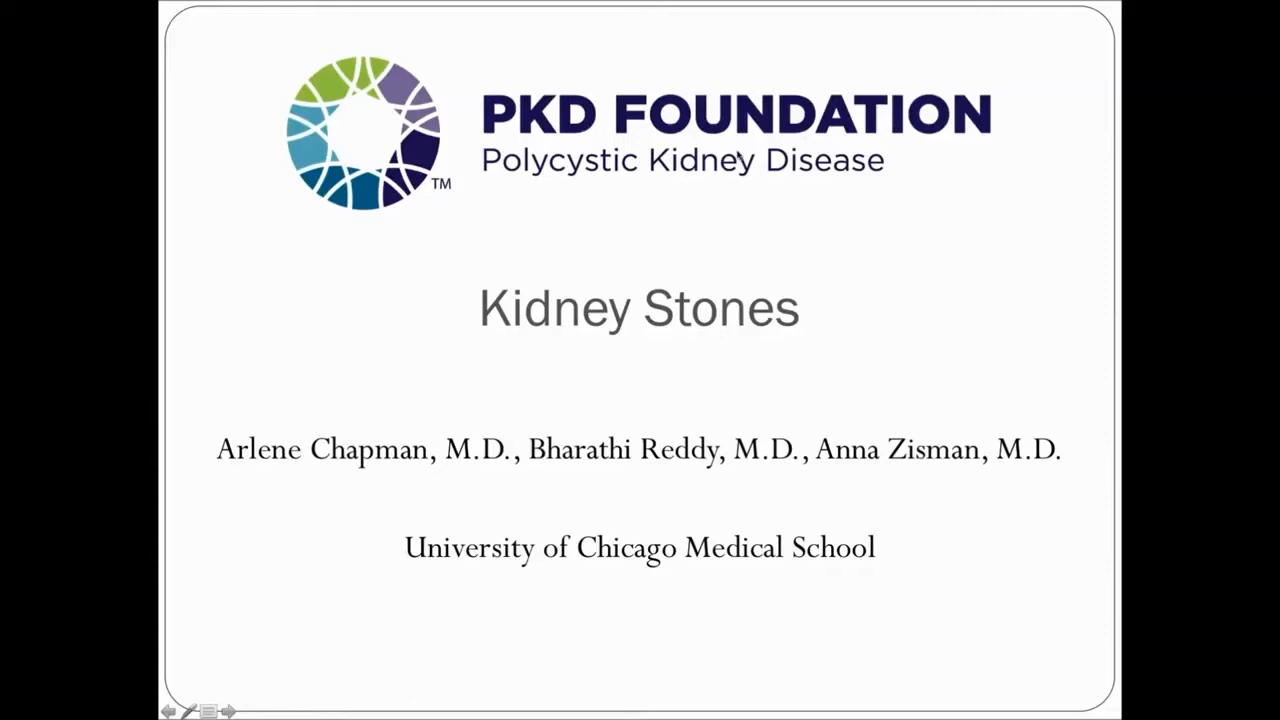 PKD FOUNDATION
Polycystic Kidney Disease
TM
Kidney Stones
Arlene Chapman, M.D., Bharathi Reddy, M.D., Anna Zisman, M.D.
University of Chicago Medical School